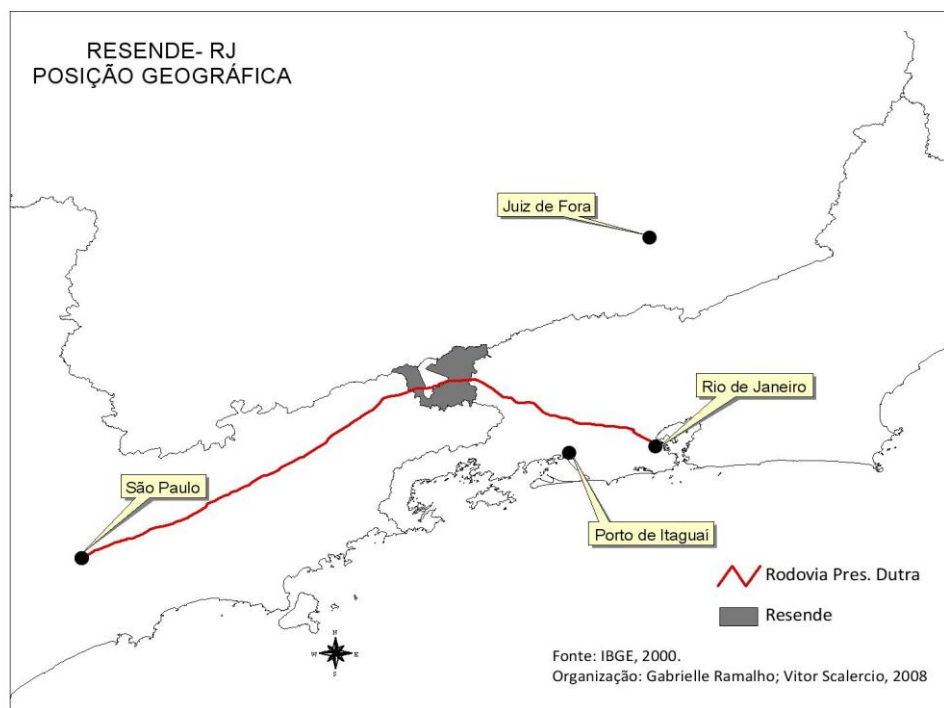 RESENDE- RJ
POSIÇÃO GEOGRÁFICA
Juiz de Fora
Rio de Janeiro
São Paulo
Porto de Itaguaí
Rodovia Pres. Dutra
Resende
N
W E
S
Fonte: IBGE, 2000.
Organização: Gabrielle Ramalho; Vitor Scalercio, 2008